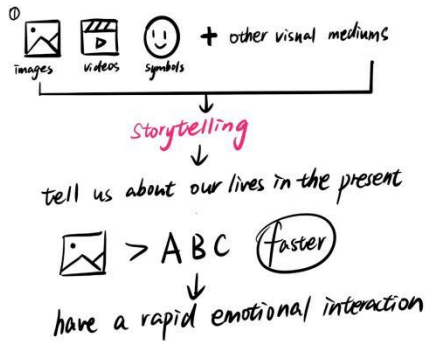 ①
images videos symbols + other visual mediums
storytelling
tell us about our lives in the present
> ABC faster
have a rapid emotional interaction